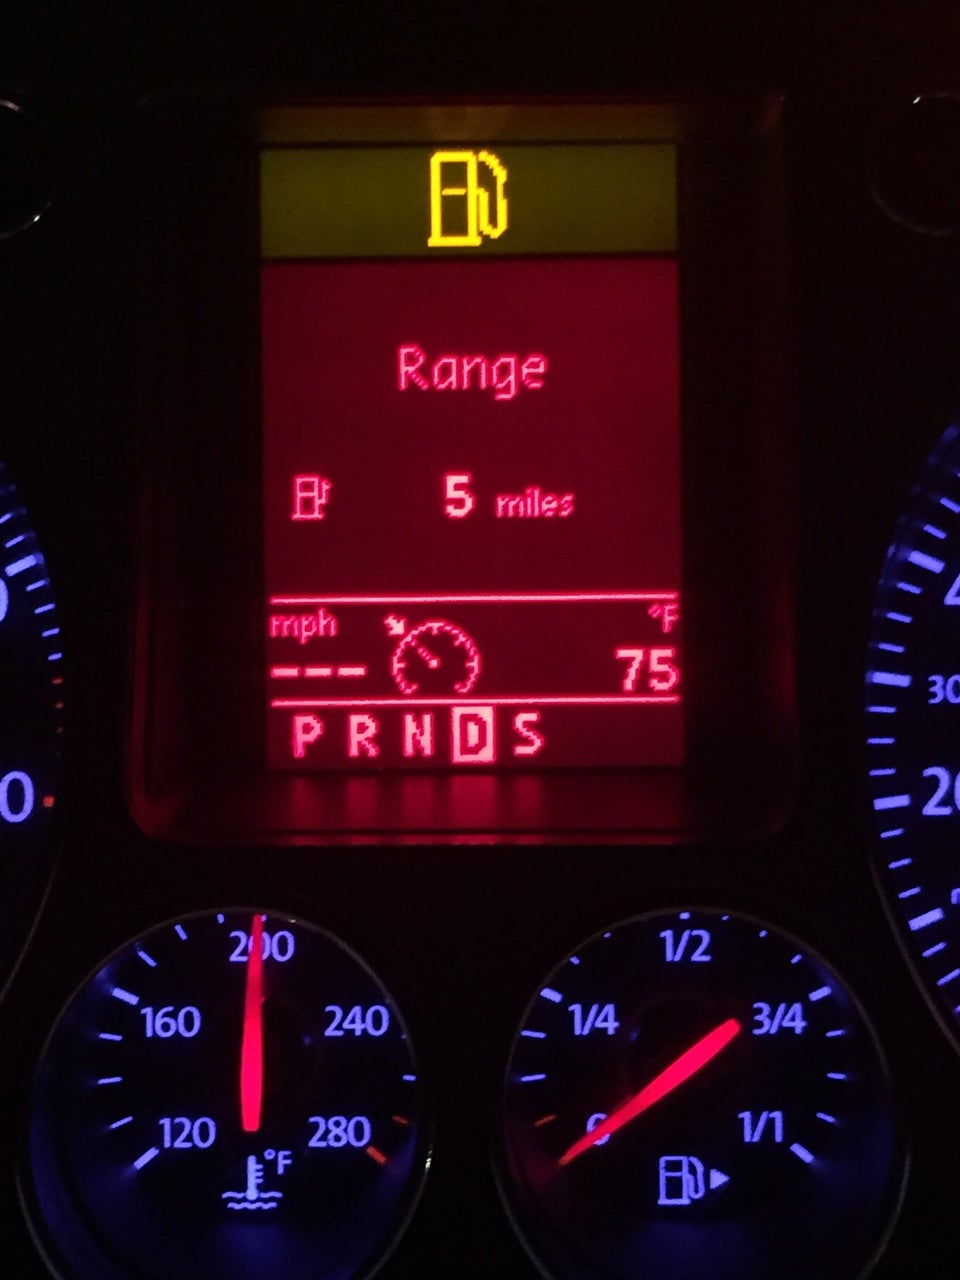 Range
5 miles
mph °F
--- 75
P R N D S
200
160 240
120 280
°F
1/2
1/4 3/4
0 1/1